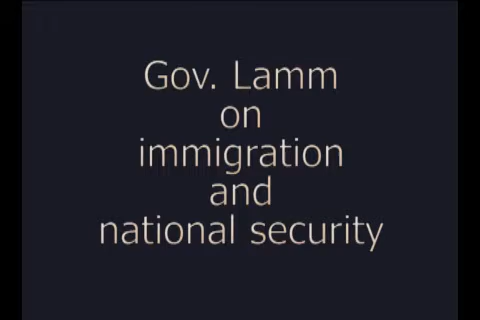 Gov. Lamm
on
immigration
and
national security